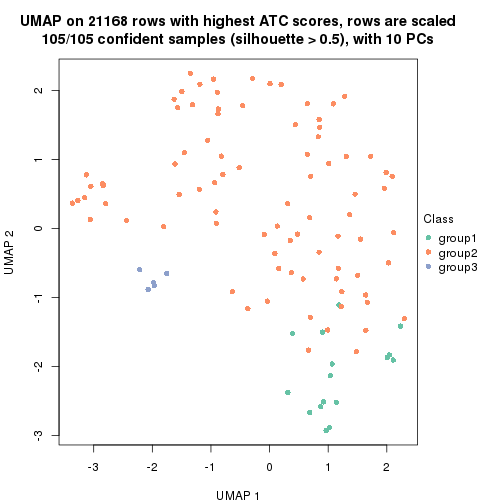 UMAP on 21168 rows with highest ATC scores, rows are scaled
105/105 confident samples (silhouette > 0.5), with 10 PCs
2
1
0
-1
-2
-3
UMAP 2
-3
-2
-1
0
1
2
UMAP 1
Class
group1
group2
group3